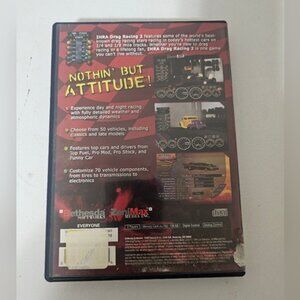 IHRA Drag Racing 2 features some of the world's best-
known drag racing stars racing in today's hottest cars on
1/4 and 1/8 mile tracks. Whether you're new to drag
racing or a lifelong fan, IHRA Drag Racing 2 is one game
you can't live without!
NOTHIN' BUT
ATTITUDE!
Experience day and night racing
with fully detailed weather and
atmospheric dynamics
Choose from 50 vehicles, including
classics and late models
Features top cars and drivers from
Top Fuel, Pro Mod, Pro Stock, and
Funny Car
Customize 70 vehicle components,
from tires to transmissions to
electronics
Bethesda
SOFTWORKS
ZeniMax
EVERYONE